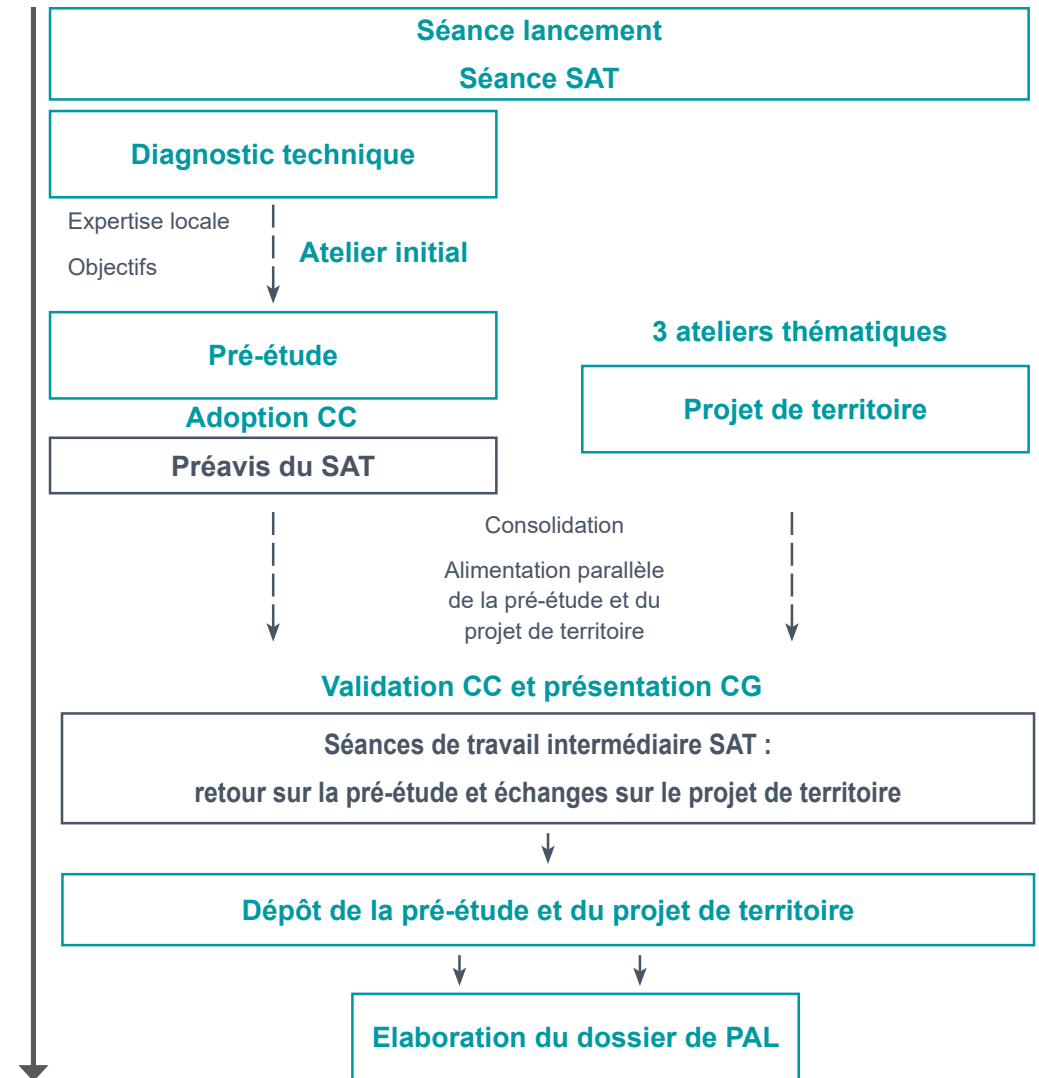 Séance lancement
Séance SAT
Diagnostic technique
Expertise locale
Objectifs
Atelier initial
Pré-étude
3 ateliers thématiques
Projet de territoire
Adoption CC
Préavis du SAT
Consolidation
Alimentation parallèle
de la pré-étude et du
projet de territoire
Validation CC et présentation CG
Séances de travail intermédiaire SAT :
retour sur la pré-étude et échanges sur le projet de territoire
Dépôt de la pré-étude et du projet de territoire
Elaboration du dossier de PAL